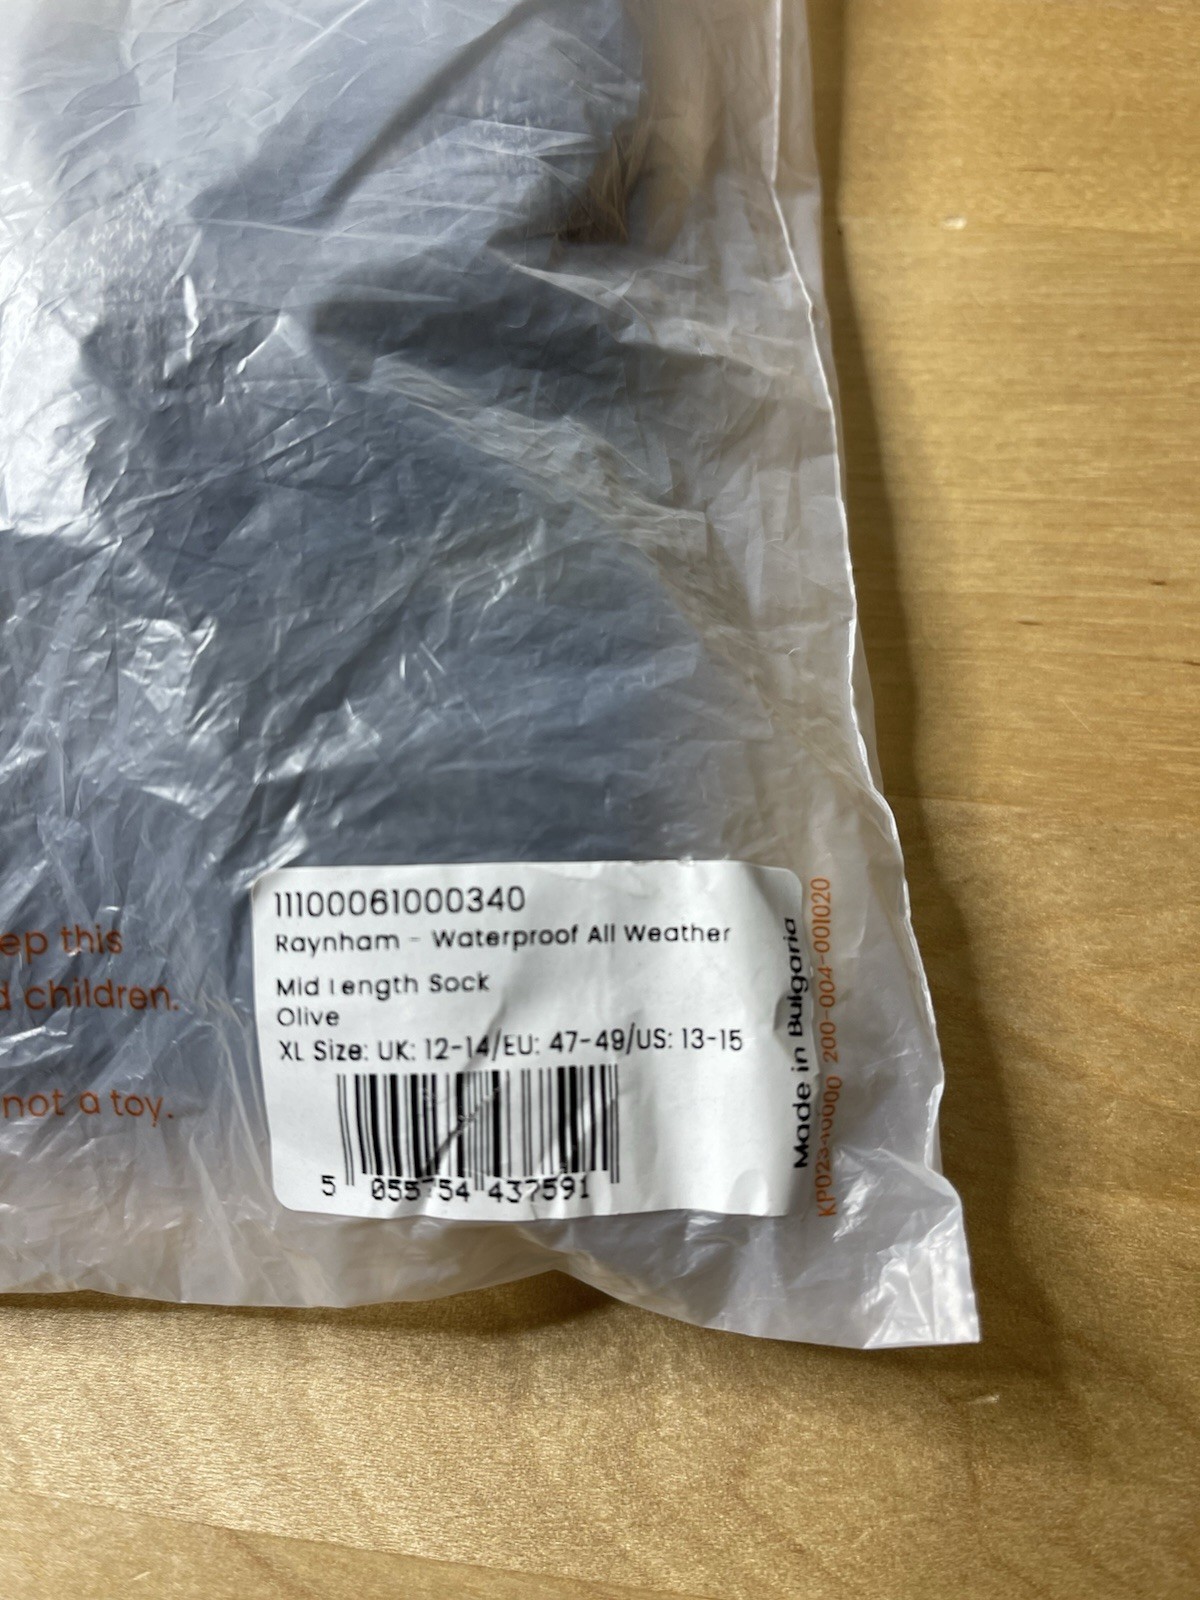 11100061000340
Raynham - Waterproof All Weather
Mid Length Sock
Olive
XL Size: UK: 12-14/EU: 47-49/US: 13-15
5 055754 437591
Made in Bulgaria
200-004-001020
ep this
d children.
not a toy.